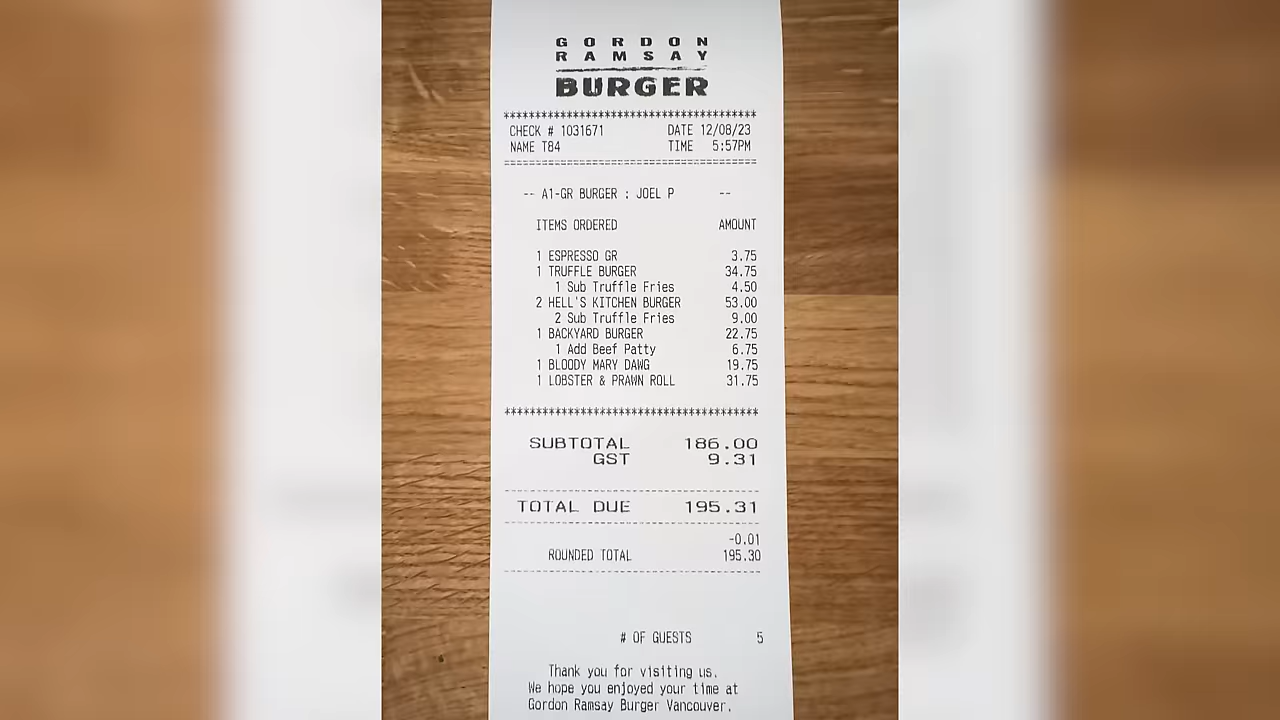 GORDON
RAMSAY
BURGER
****************************************
CHECK # 1031671 DATE 12/08/23
NAME T84 TIME 5:57PM
========================================
-- A1-GR BURGER : JOEL P --
ITEMS ORDERED AMOUNT
1 ESPRESSO GR 3.75
1 TRUFFLE BURGER 34.75
1 Sub Truffle Fries 4.50
2 HELL'S KITCHEN BURGER 53.00
2 Sub Truffle Fries 9.00
1 BACKYARD BURGER 22.75
1 Add Beef Patty 6.75
1 BLOODY MARY DAWG 19.75
1 LOBSTER & PRAWN ROLL 31.75
****************************************
SUBTOTAL 186.00
GST 9.31
----------------------------------------
TOTAL DUE 195.31
----------------------------------------
-0.01
ROUNDED TOTAL 195.30
----------------------------------------
# OF GUESTS 5
Thank you for visiting us.
We hope you enjoyed your time at
Gordon Ramsay Burger Vancouver.